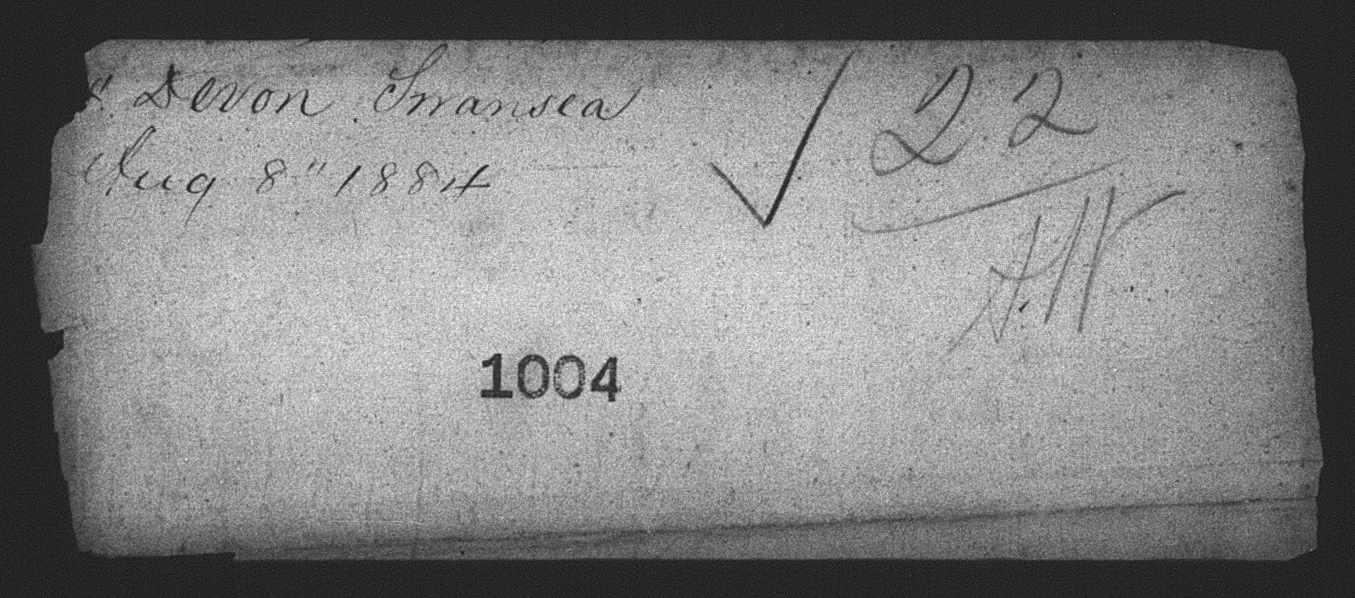 Devon Swansea
Aug 8" 1884
22
1004